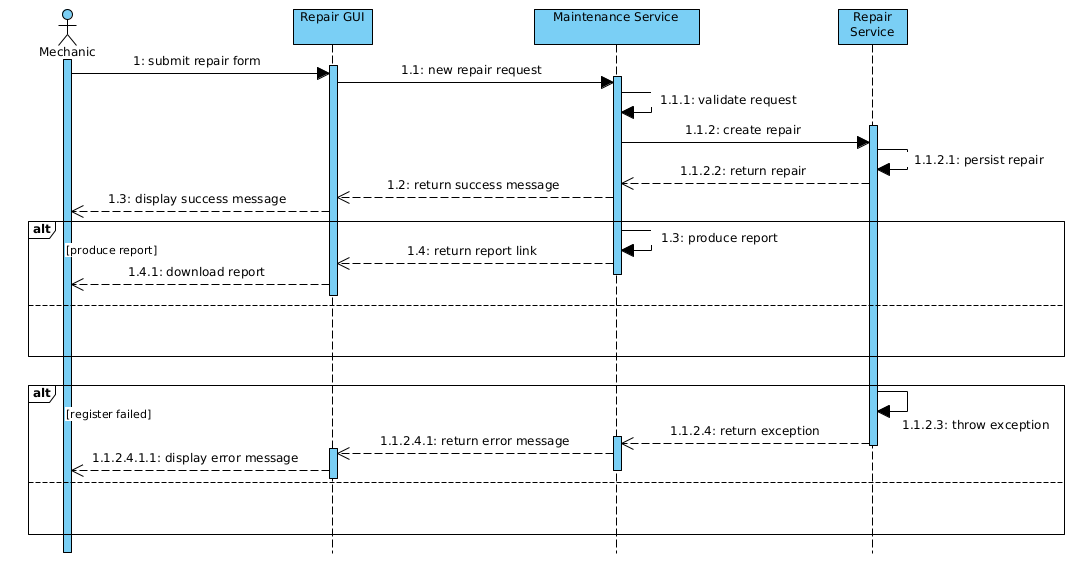 Repair GUI
Maintenance Service
Repair
Service
Mechanic
1: submit repair form
1.1: new repair request
1.1.1: validate request
1.1.2: create repair
1.1.2.1: persist repair
1.1.2.2: return repair
1.2: return success message
1.3: display success message
alt
[produce report]
1.3: produce report
1.4: return report link
1.4.1: download report
alt
[register failed]
1.1.2.3: throw exception
1.1.2.4: return exception
1.1.2.4.1: return error message
1.1.2.4.1.1: display error message